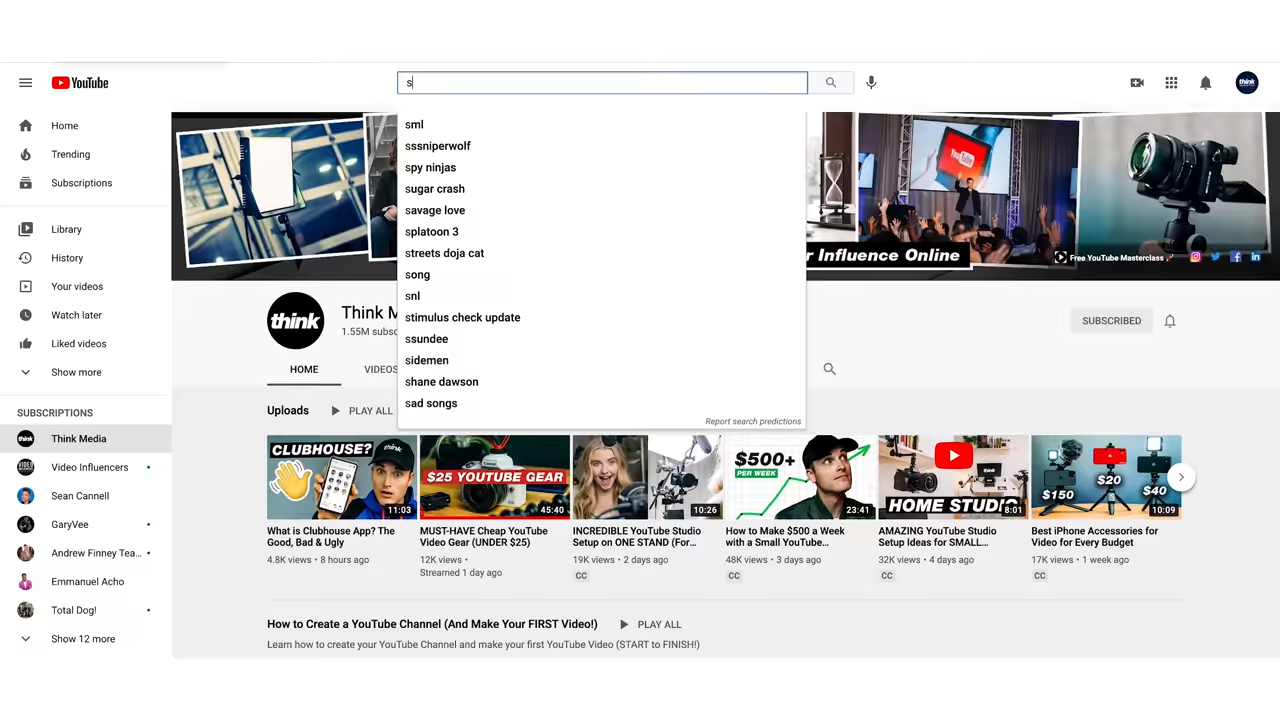 YouTube
s
think
Home
Trending
Subscriptions
Library
History
Your videos
Watch later
Liked videos
Show more
SUBSCRIPTIONS
Think Media
Video Influencers
Sean Cannell
GaryVee
Andrew Finney Tea...
Emmanuel Acho
Total Dog!
Show 12 more
sml
sssniperwolf
spy ninjas
sugar crash
savage love
splatoon 3
streets doja cat
song
snl
stimulus check update
ssundee
sidemen
shane dawson
sad songs
Report search predictions
YouTube
r Influence Online
Free YouTube Masterclass
think
Think M
1.55M subsc
SUBSCRIBED
HOME
VIDEOS
Uploads
PLAY ALL
CLUBHOUSE?
think
11:03
$25 YOUTUBE GEAR
45:40
10:26
$500+
PER WEEK
23:41
think
HOME STUDI
8:01
$150
$20
$40
10:09
What is Clubhouse App? The
Good, Bad & Ugly
4.8K views • 8 hours ago
MUST-HAVE Cheap YouTube
Video Gear (UNDER $25)
12K views •
Streamed 1 day ago
INCREDIBLE YouTube Studio
Setup on ONE STAND (For...
19K views • 2 days ago
CC
How to Make $500 a Week
with a Small YouTube...
48K views • 3 days ago
CC
AMAZING YouTube Studio
Setup Ideas for SMALL...
32K views • 4 days ago
CC
Best iPhone Accessories for
Video for Every Budget
17K views • 1 week ago
CC
How to Create a YouTube Channel (And Make Your FIRST Video!)
PLAY ALL
Learn how to create your YouTube Channel and make your first YouTube Video (START to FINISH!)